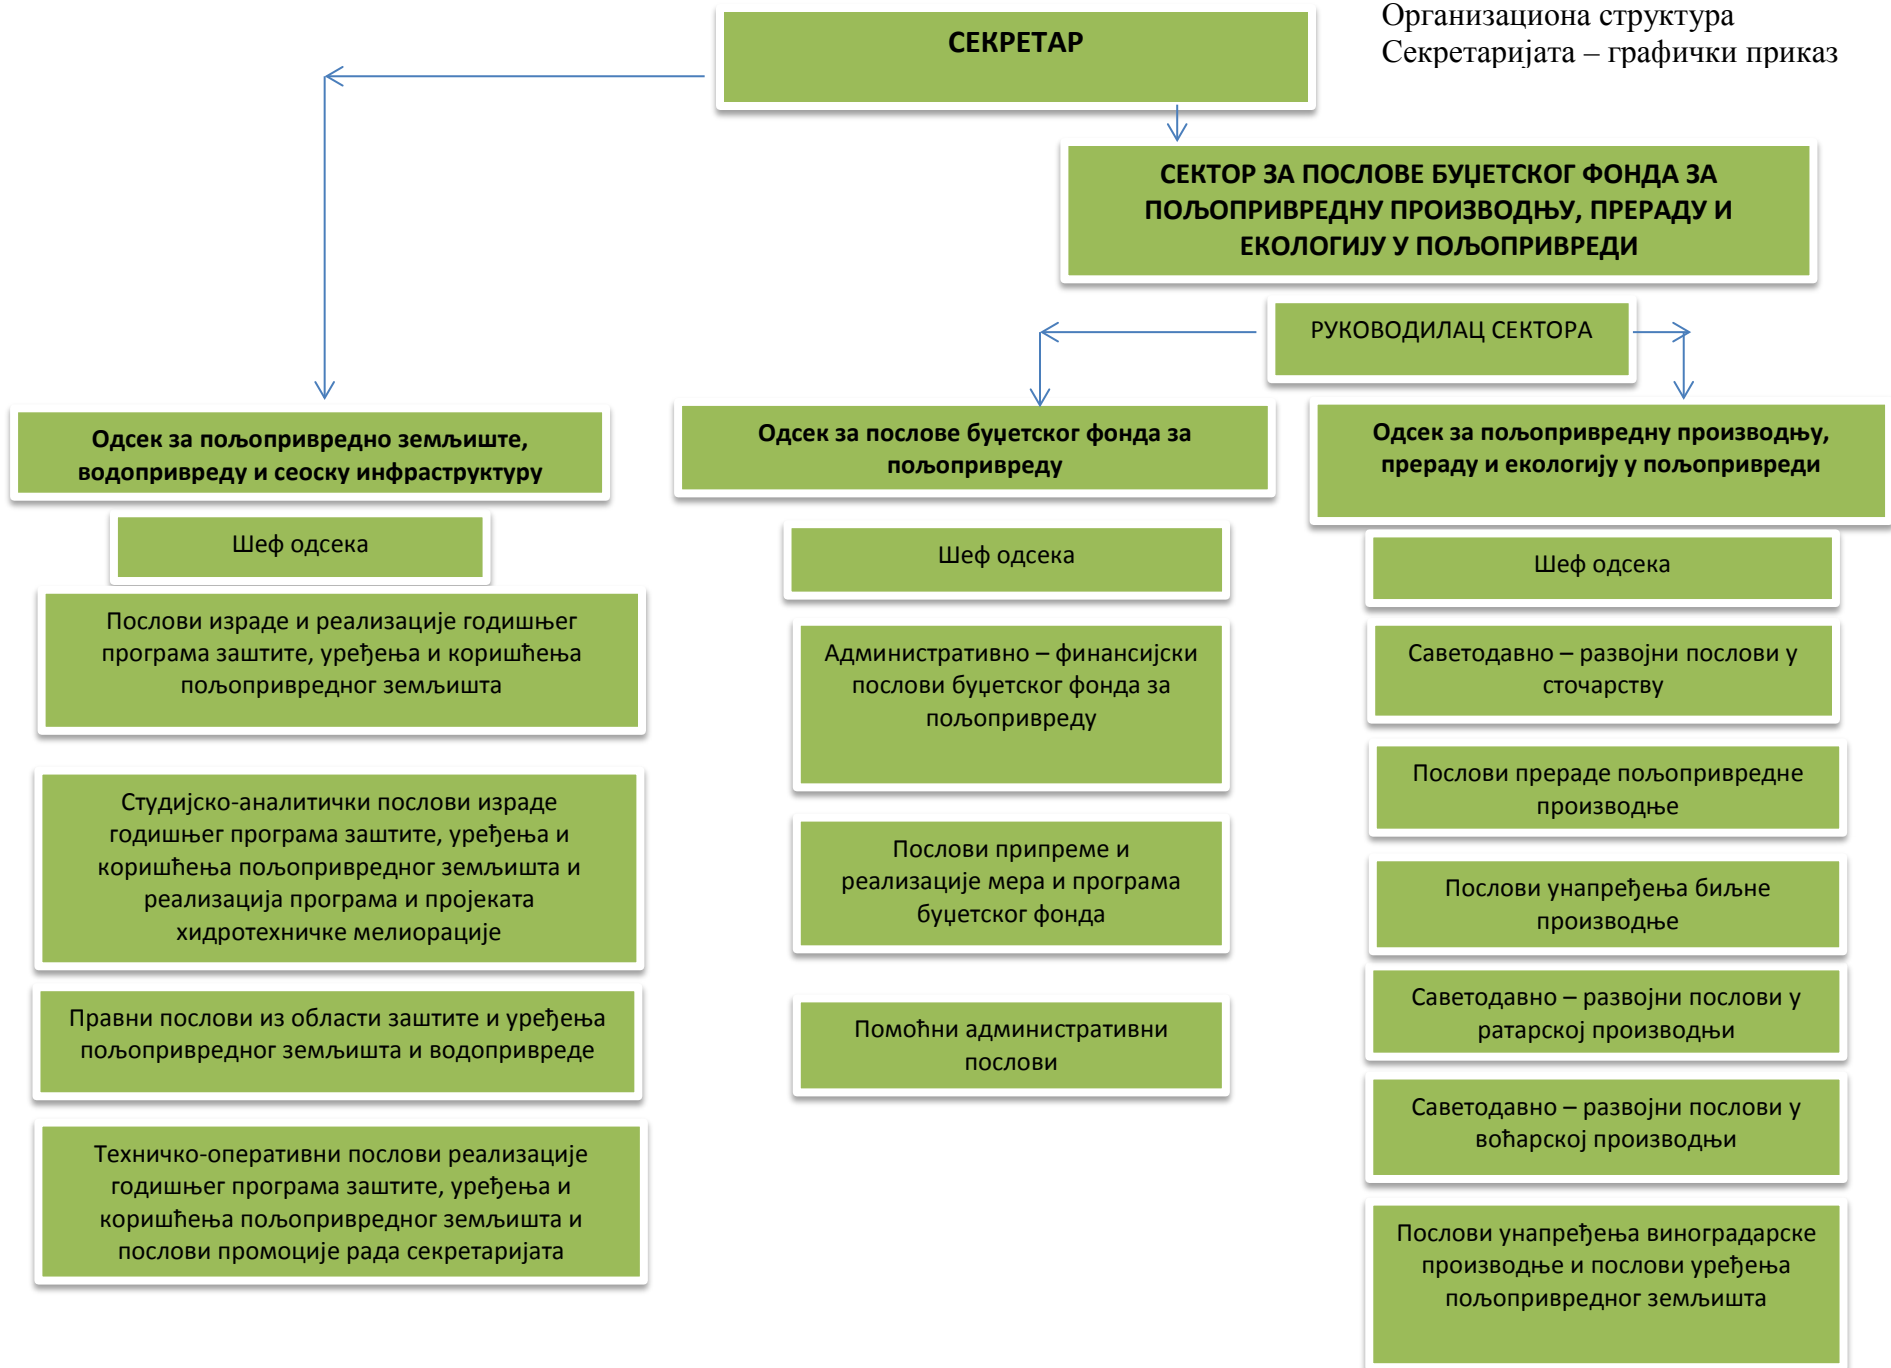 Организациона структура
Секретаријата – графички приказ
СЕКРЕТАР
СЕКТОР ЗА ПОСЛОВЕ БУЏЕТСКОГ ФОНДА ЗА
ПОЉОПРИВРЕДНУ ПРОИЗВОДЊУ, ПРЕРАДУ И
ЕКОЛОГИЈУ У ПОЉОПРИВРЕДИ
РУКОВОДИЛАЦ СЕКТОРА
Одсек за пољопривредно земљиште,
водопривреду и сеоску инфраструктуру
Шеф одсека
Послови израде и реализације годишњег
програма заштите, уређења и коришћења
пољопривредног земљишта
Студијско-аналитички послови израде
годишњег програма заштите, уређења и
коришћења пољопривредног земљишта и
реализација програма и пројеката
хидротехничке мелиорације
Правни послови из области заштите и уређења
пољопривредног земљишта и водопривреде
Техничко-оперативни послови реализације
годишњег програма заштите, уређења и
коришћења пољопривредног земљишта и
послови промоције рада секретаријата
Одсек за послове буџетског фонда за
пољопривреду
Шеф одсека
Административно – финансијски
послови буџетског фонда за
пољопривреду
Послови припреме и
реализације мера и програма
буџетског фонда
Помоћни административни
послови
Одсек за пољопривредну производњу,
прераду и екологију у пољопривреди
Шеф одсека
Саветодавно – развојни послови у
сточарству
Послови прераде пољопривредне
производње
Послови унапређења биљне
производње
Саветодавно – развојни послови у
ратарској производњи
Саветодавно – развојни послови у
воћарској производњи
Послови унапређења виноградарске
производње и послови уређења
пољопривредног земљишта